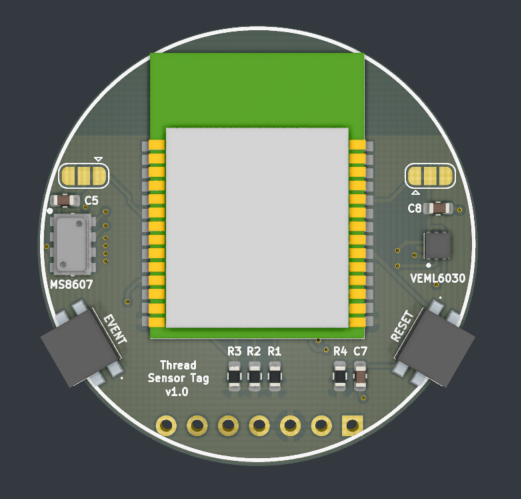 C5
C8
MS8607
VEML6030
EVENT
RESET
R3 R2 R1
R4 C7
Thread
Sensor Tag
v1.0